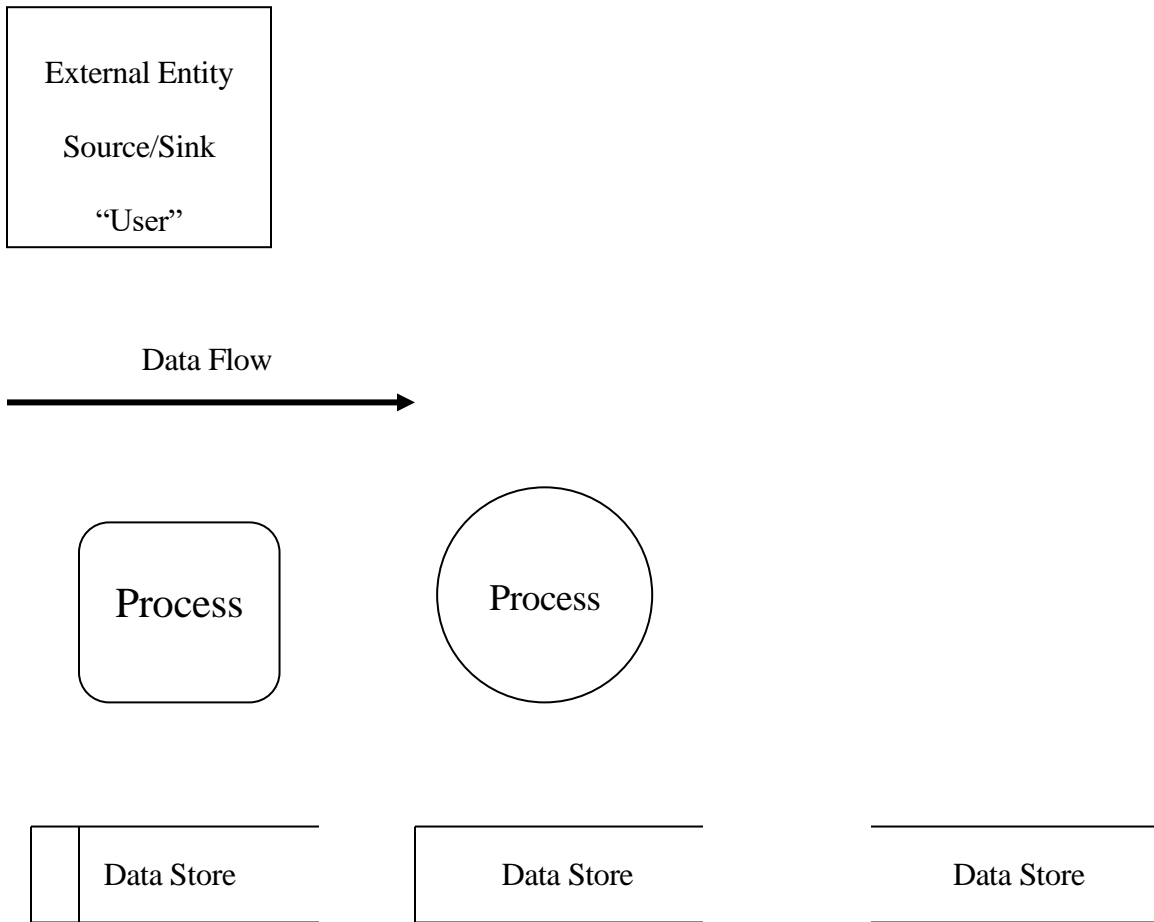 External Entity
Source/Sink
“User”
Data Flow
Process
Process
Data Store
Data Store
Data Store